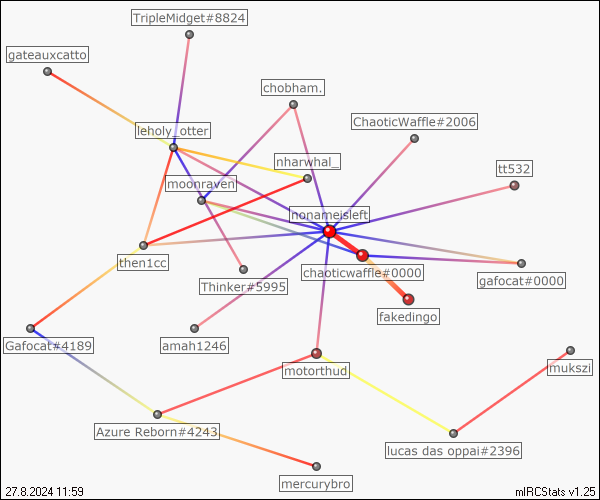 TripleMidget#8824
gateauxcatto
chobham.
ChaoticWaffle#2006
leholy_otter
nharwhal_
tt532
moonraven
nonameisleft
then1cc
chaoticwaffle#0000
gafocat#0000
Thinker#5995
fakedingo
Gafocat#4189
amah1246
motorthud
mukszi
Azure Reborn#4243
lucas das oppai#2396
mercurybro
27.8.2024 11:59
mIRCStats v1.25